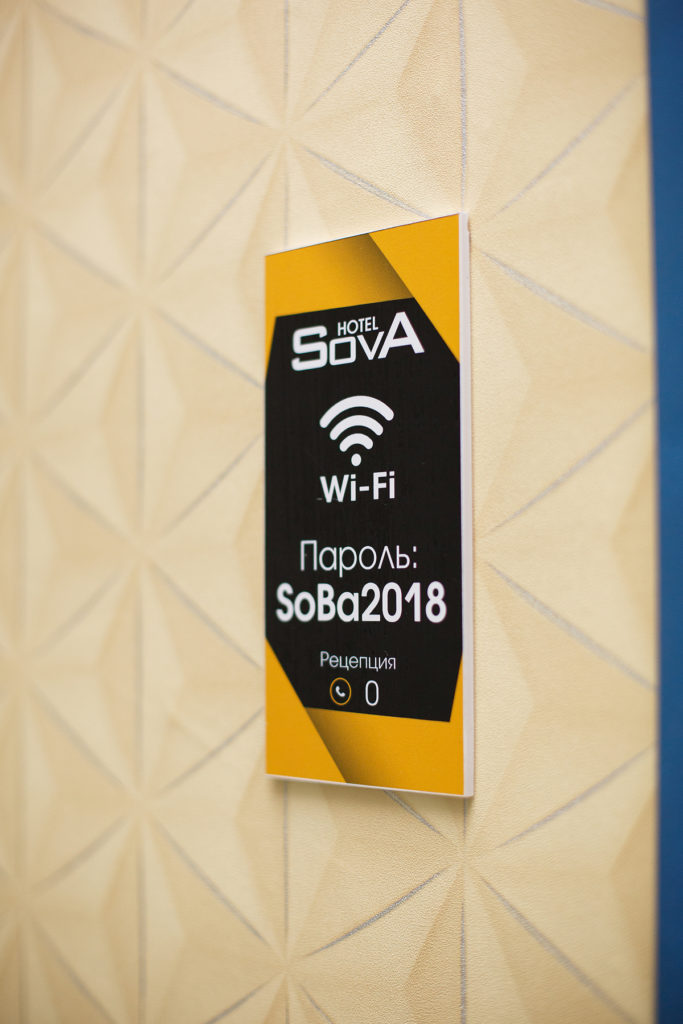 HOTEL
SovA
Wi-Fi
Пароль:
SoBa2018
Рецепция
0